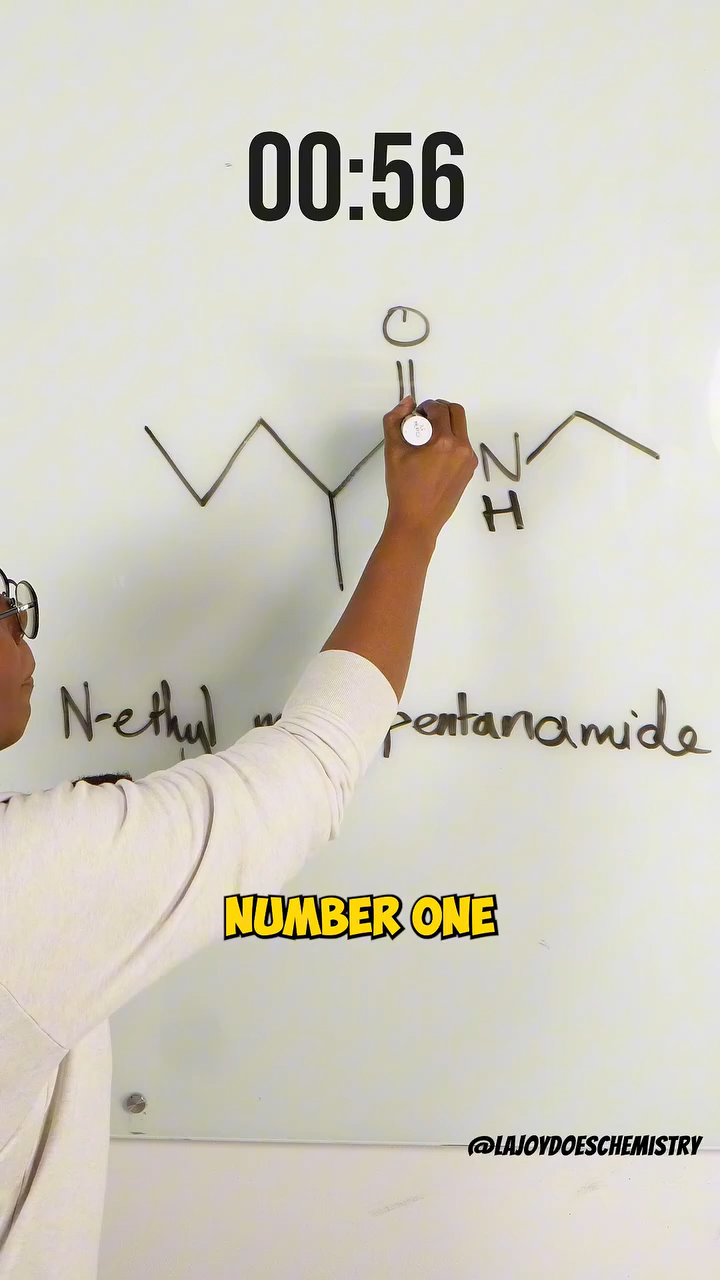 00:56
O
N
H
N-ethyl pentanamide
NUMBER ONE
@LAJOYDOESCHEMISTRY